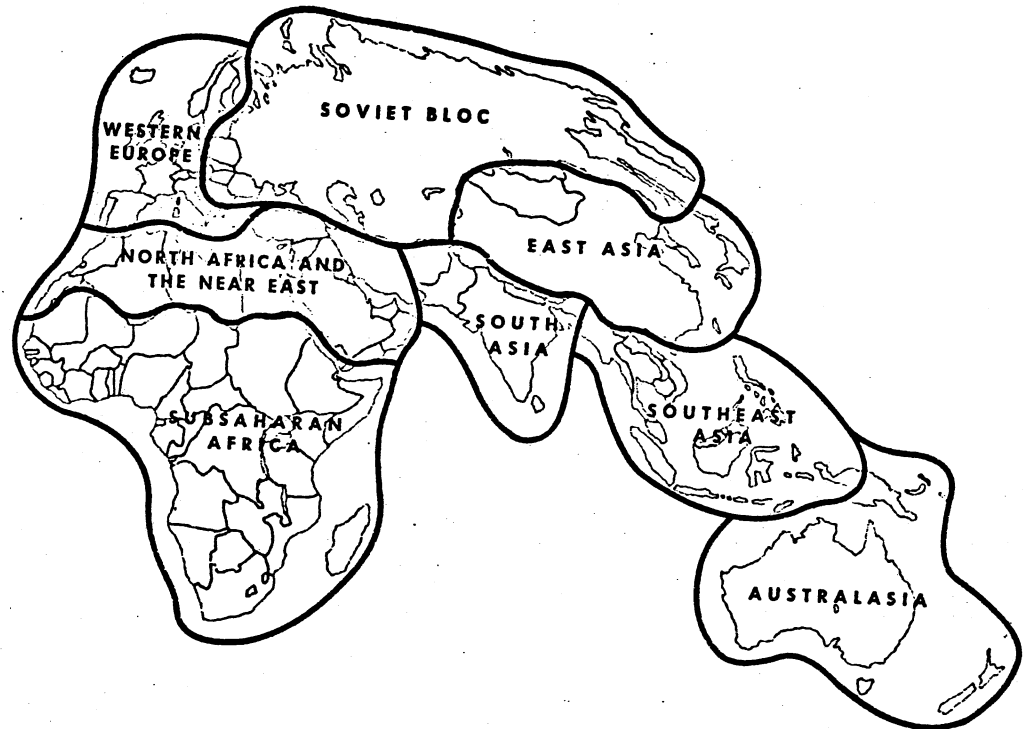 SOVIET BLOC
WESTERN
EUROPE
EAST ASIA
NORTH AFRICA AND
THE NEAR EAST
SOUTH
ASIA
SUBSAHARAN
AFRICA
SOUTHEAST
ASIA
AUSTRALASIA